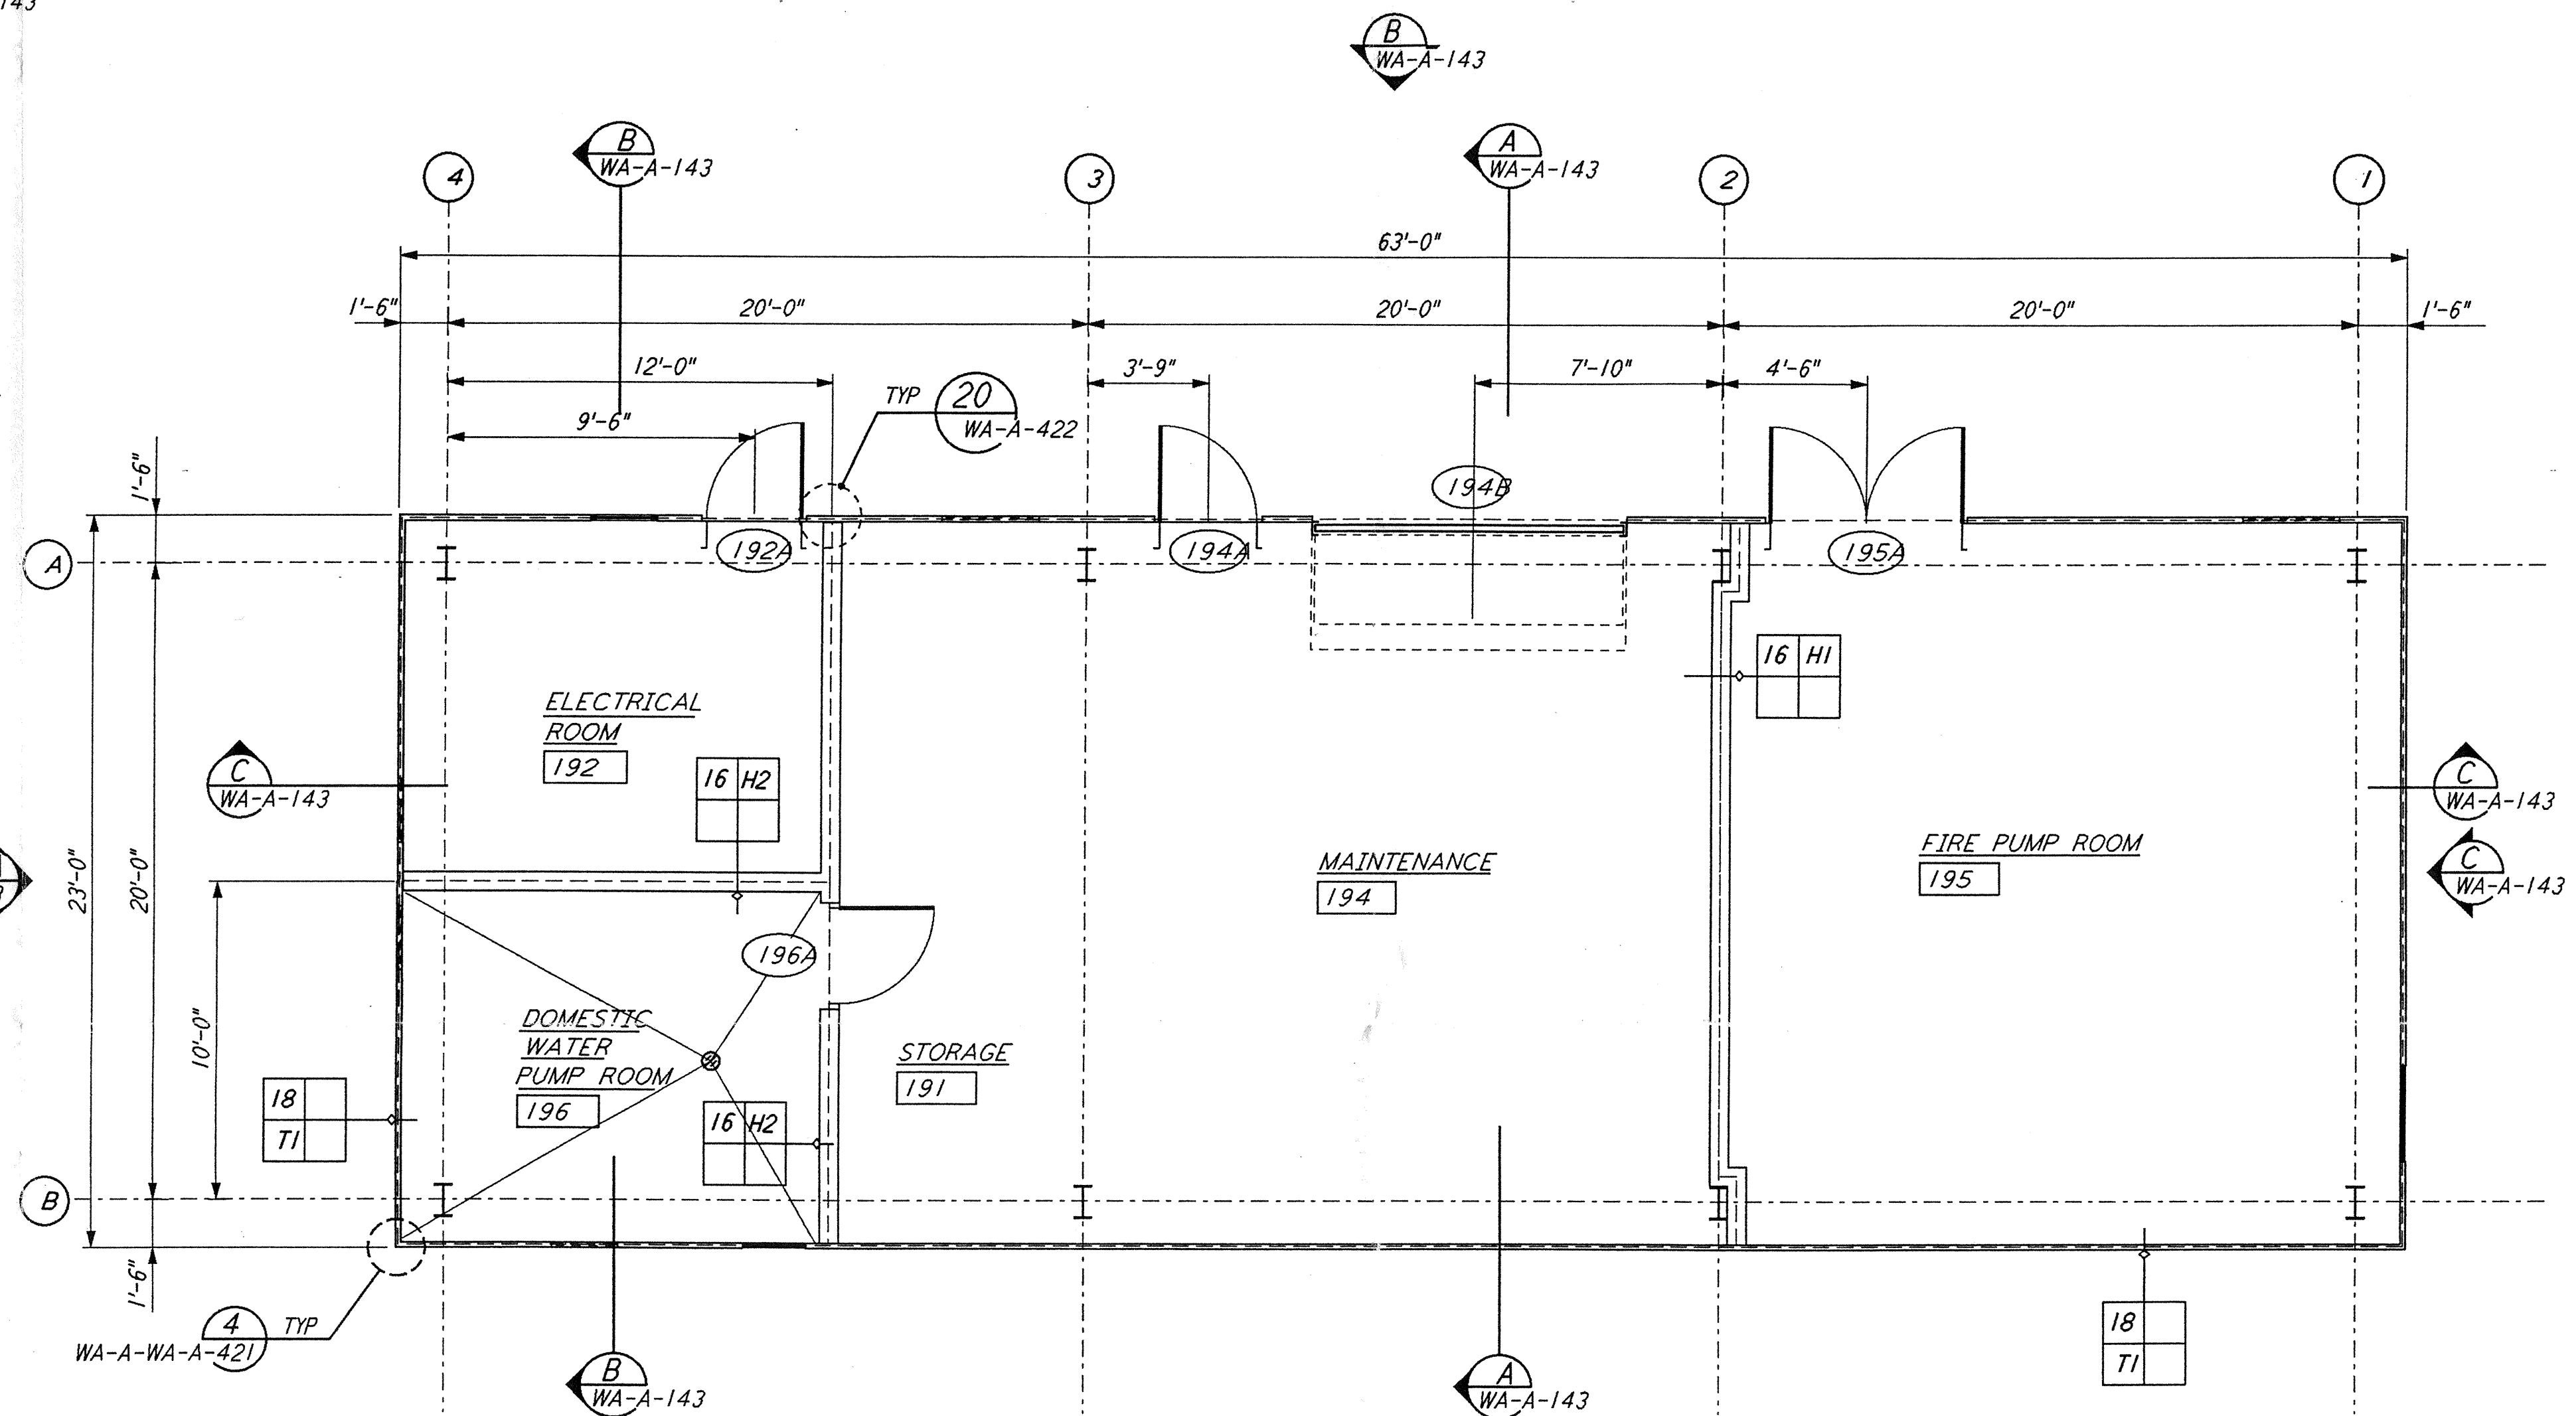 143
B
WA-A-143
B
WA-A-143
A
WA-A-143
4
3
2
1
63'-0"
1'-6"
20'-0"
20'-0"
20'-0"
1'-6"
12'-0"
3'-9"
7'-10"
4'-6"
9'-6"
TYP
20
WA-A-422
1'-6"
194B
192A
194A
195A
A
16 H1
ELECTRICAL
ROOM
192
16 H2
C
WA-A-143
C
WA-A-143
FIRE PUMP ROOM
195
MAINTENANCE
194
C
WA-A-143
23'-0"
20'-0"
10'-0"
196A
DOMESTIC
WATER
PUMP ROOM
196
STORAGE
191
18
T1
16 H2
B
1'-6"
4
TYP
WA-A-WA-A-421
B
WA-A-143
A
WA-A-143
18
T1